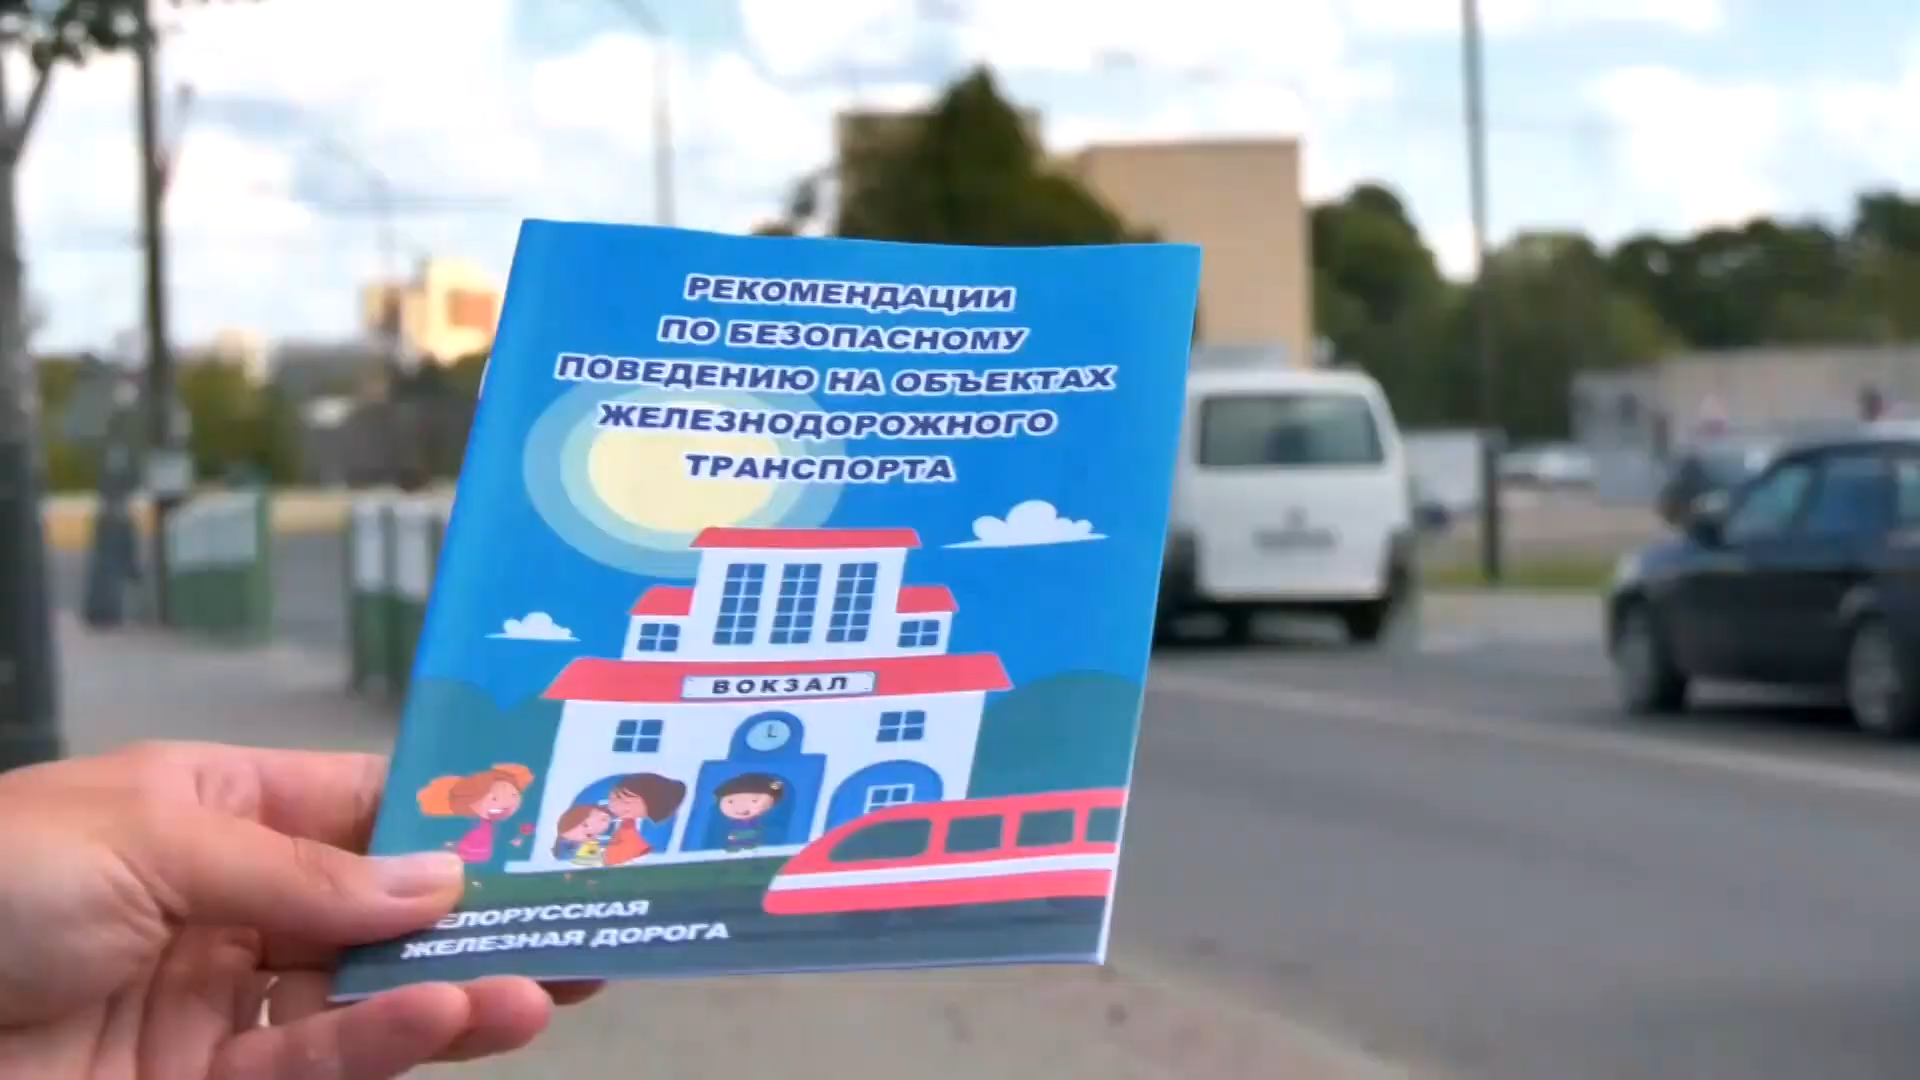 РЕКОМЕНДАЦИИ
ПО БЕЗОПАСНОМУ
ПОВЕДЕНИЮ НА ОБЪЕКТАХ
ЖЕЛЕЗНОДОРОЖНОГО
ТРАНСПОРТА
ВОКЗАЛ
ЕЛОРУССКАЯ
ЖЕЛЕЗНАЯ ДОРОГА